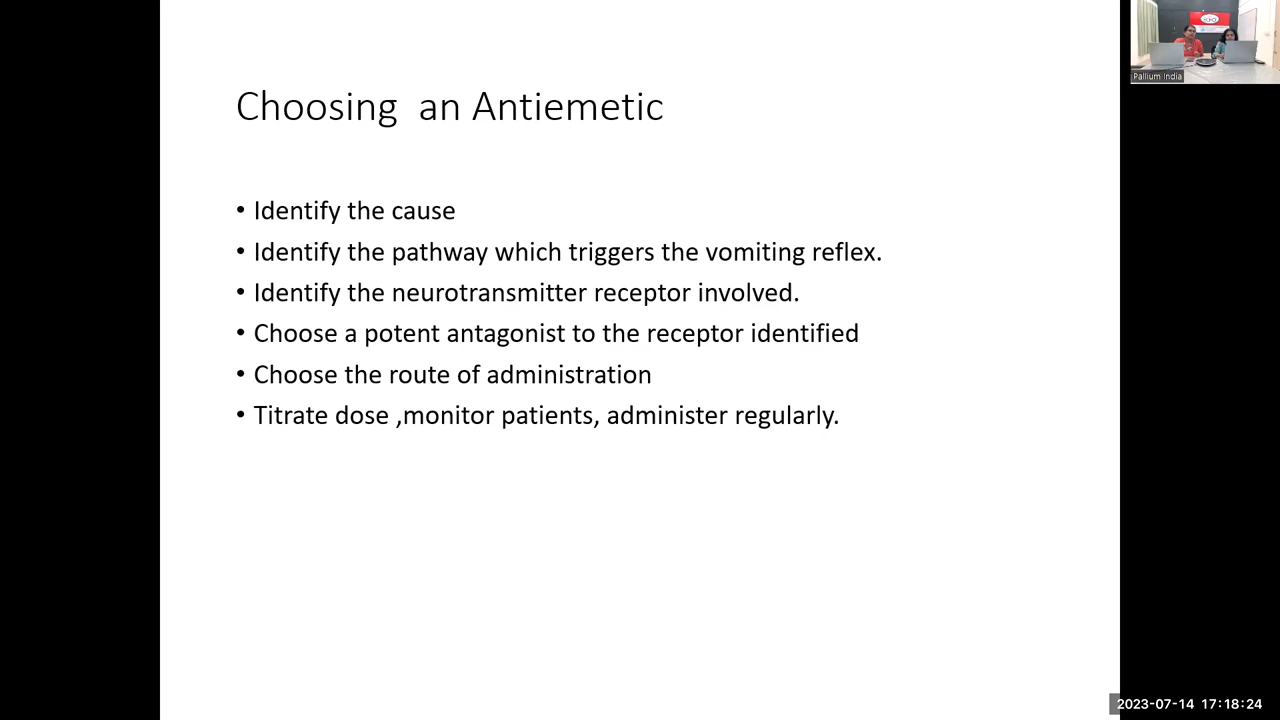 Choosing  an Antiemetic
• Identify the cause
• Identify the pathway which triggers the vomiting reflex.
• Identify the neurotransmitter receptor involved.
• Choose a potent antagonist to the receptor identified
• Choose the route of administration
• Titrate dose ,monitor patients, administer regularly.
Pallium India
2023-07-14 17:18:24